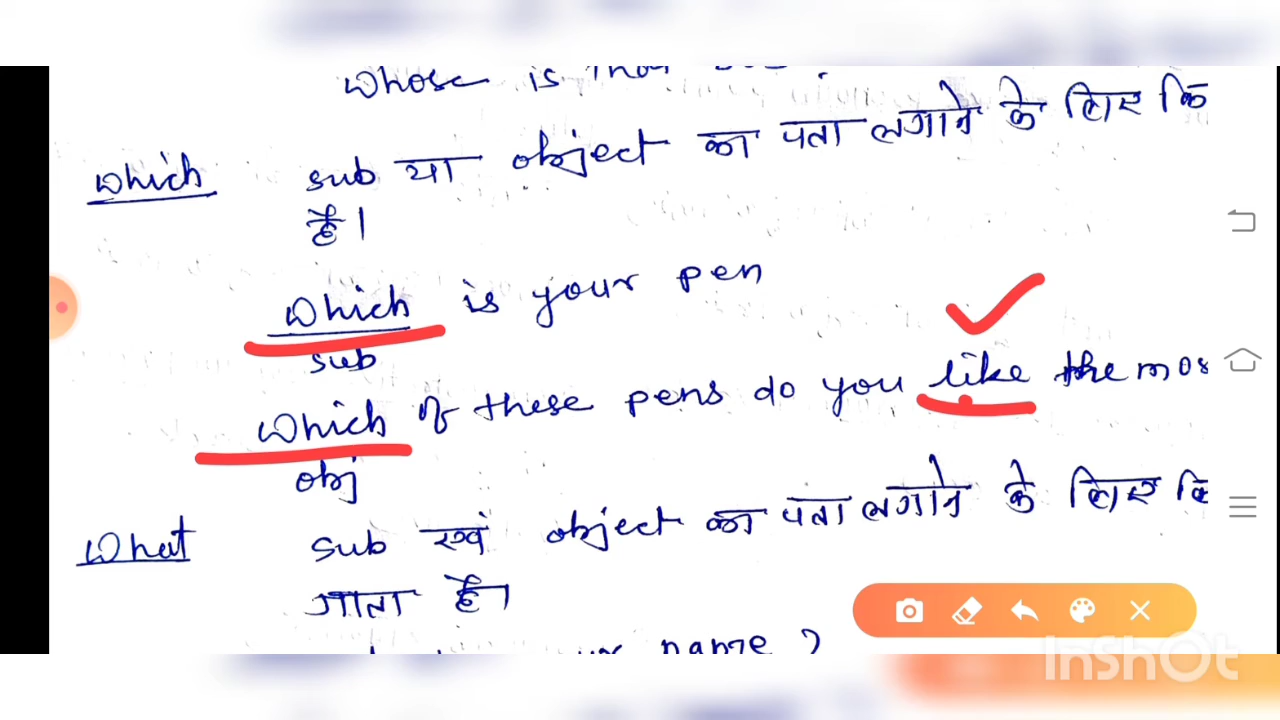 whose is that
which sub या object का पता लगाने के लिए कि
है।
which is your pen
sub
which of these pens do you like the mos
obj
what sub एवं object का पता लगाने के लिए कि
जाता है।
name ?
InShOt